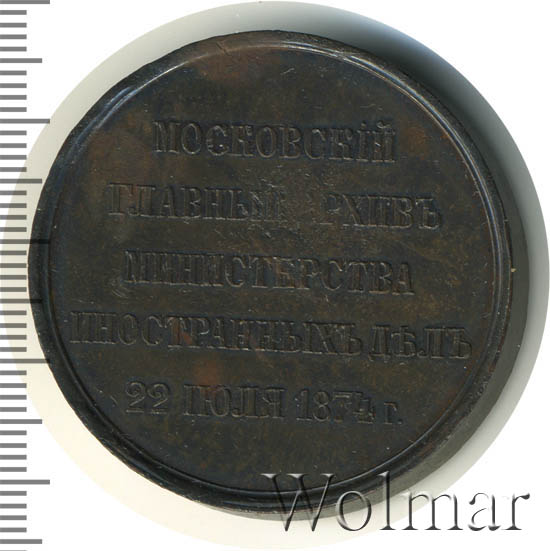 МОСКОВСКІЙ
ГЛАВНЫЙ АРХИВЪ
МИНИСТЕРСТВА
ИНОСТРАННЫХЪ ДѢЛЪ
22 ІЮЛЯ 1874 г.
Wolmar